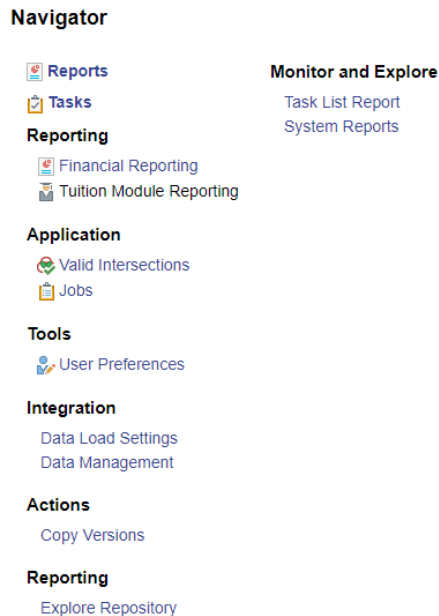 Navigator
Reports
Tasks
Reporting
Financial Reporting
Tuition Module Reporting
Application
Valid Intersections
Jobs
Tools
User Preferences
Integration
Data Load Settings
Data Management
Actions
Copy Versions
Reporting
Explore Repository
Monitor and Explore
Task List Report
System Reports